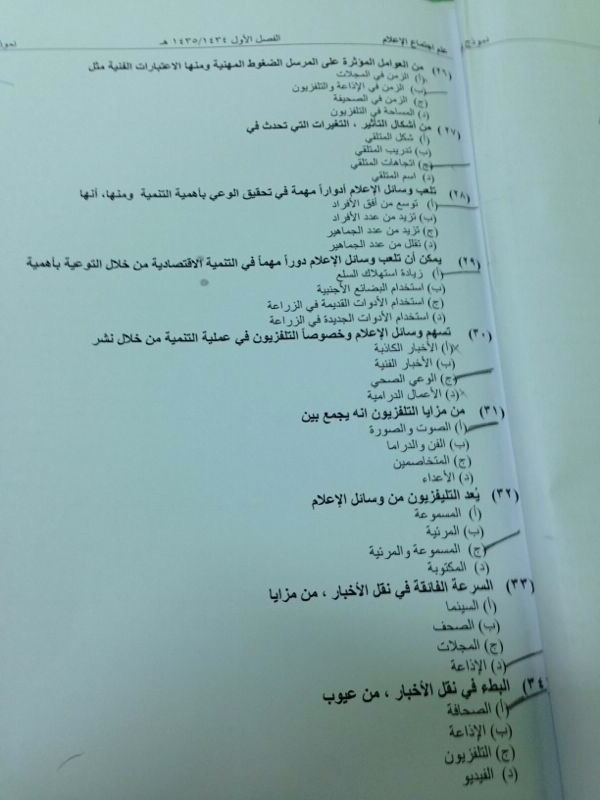 نموذج
علم اجتماع الإعلام
الفصل الأول ١٤٣٥/١٤٣٤ هـ
(٢٦) من العوامل المؤثرة على المرسل الضغوط المهنية ومنها الاعتبارات الفنية مثل
(أ) الزمن في المجلات
(ب) الزمن في الإذاعة والتلفزيون
(ج) الزمن في الصحيفة
(د) المساحة في التلفزيون
(٢٧) من أشكال التأثير ، التغيرات التي تحدث في
(أ) شكل المتلقي
(ب) تدريب المتلقي
(ج) اتجاهات المتلقي
(د) اسم المتلقي
(٢٨) تلعب وسائل الإعلام أدواراً مهمة في تحقيق الوعي بأهمية التنمية ومنها، أنها
(أ) توسع من أفق الأفراد
(ب) تزيد من عدد الأفراد
(ج) تزيد من عدد الجماهير
(د) تقلل من عدد الجماهير
(٢٩) يمكن أن تلعب وسائل الإعلام دوراً مهماً في التنمية الاقتصادية من خلال التوعية بأهمية
(أ) زيادة استهلاك السلع
(ب) استخدام البضائع الأجنبية
(ج) استخدام الأدوات القديمة في الزراعة
(د) استخدام الأدوات الجديدة في الزراعة
(٣٠) تسهم وسائل الإعلام وخصوصاً التلفزيون في عملية التنمية من خلال نشر
(أ) الأخبار الكاذبة
(ب) الأخبار الفنية
(ج) الوعي الصحي
(د) الأعمال الدرامية
(٣١) من مزايا التلفزيون انه يجمع بين
(أ) الصوت والصورة
(ب) الفن والدراما
(ج) المتخاصمين
(د) الأعداء
(٣٢) يُعد التليفزيون من وسائل الإعلام
(أ) المسموعة
(ب) المرئية
(ج) المسموعة والمرئية
(د) المكتوبة
(٣٣) السرعة الفائقة في نقل الأخبار ، من مزايا
(أ) السينما
(ب) الصحف
(ج) المجلات
(د) الإذاعة
(٣٤) البطء في نقل الأخبار ، من عيوب
(أ) الصحافة
(ب) الإذاعة
(ج) التلفزيون
(د) الفيديو